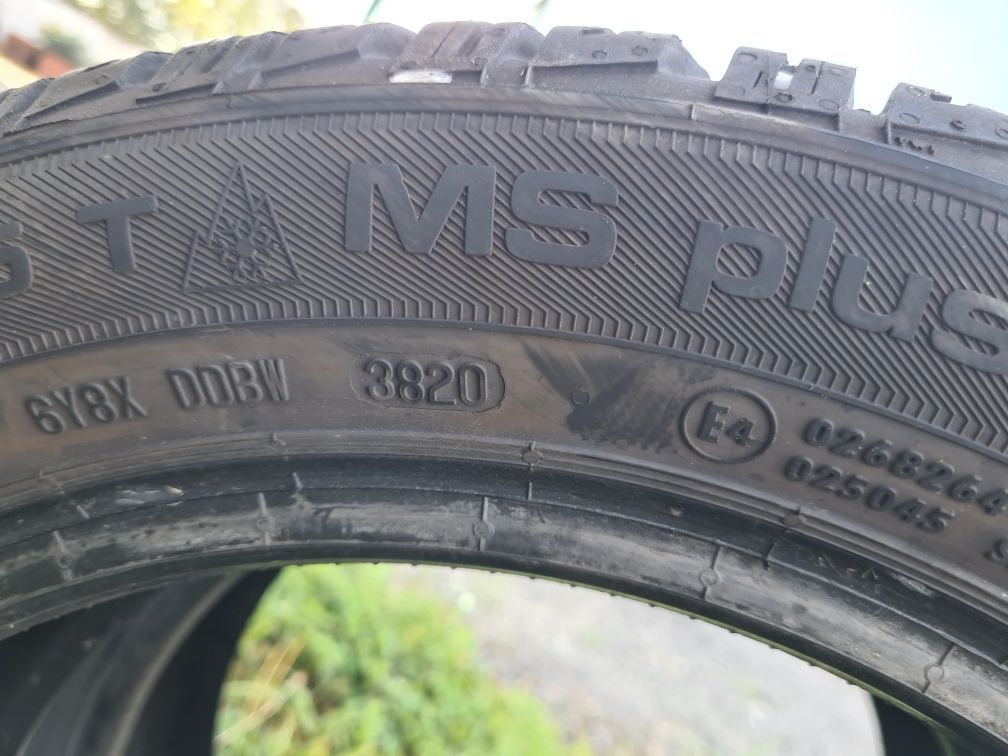 S T MS plus
6Y8X DDBW 3820 E4 0268264
025045 S